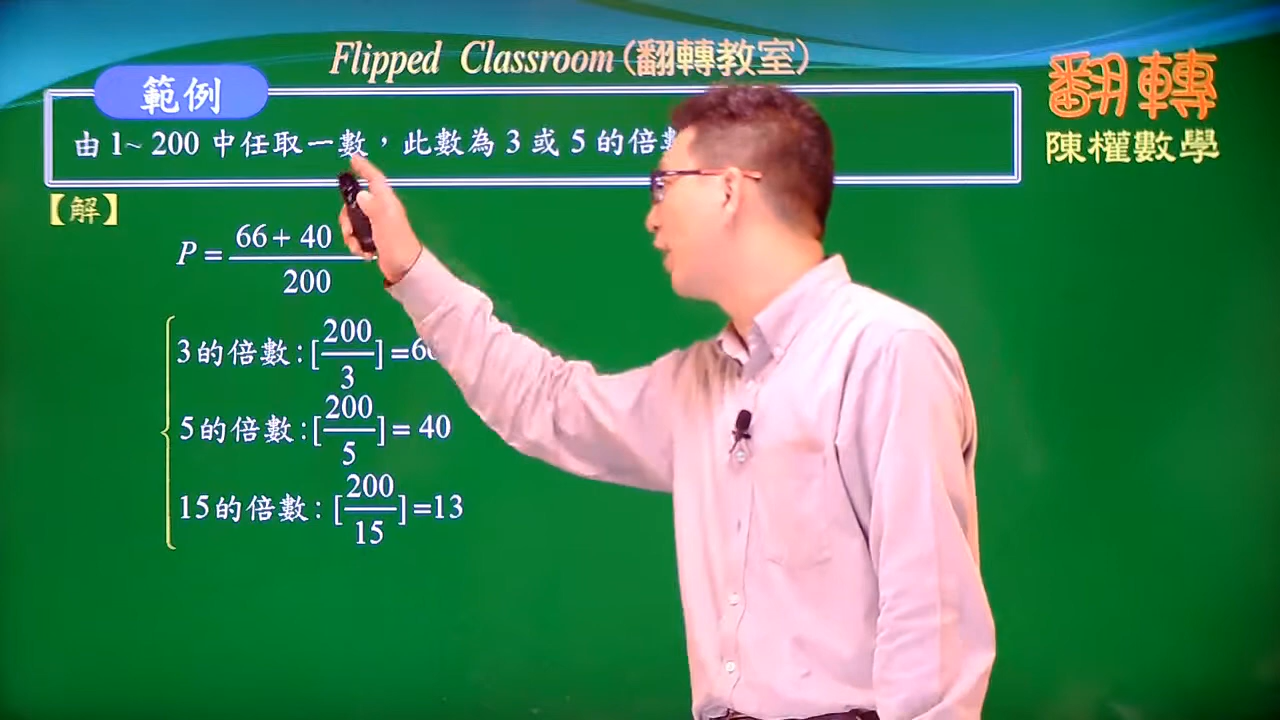 Flipped Classroom(翻轉教室)
翻轉
陳權數學
範例
由 1~ 200 中任取一數，此數為 3 或 5 的倍
【解】
P = 66 + 40 / 200
3的倍數:[200/3]=6
5的倍數:[200/5]= 40
15的倍數: [200/15]=13